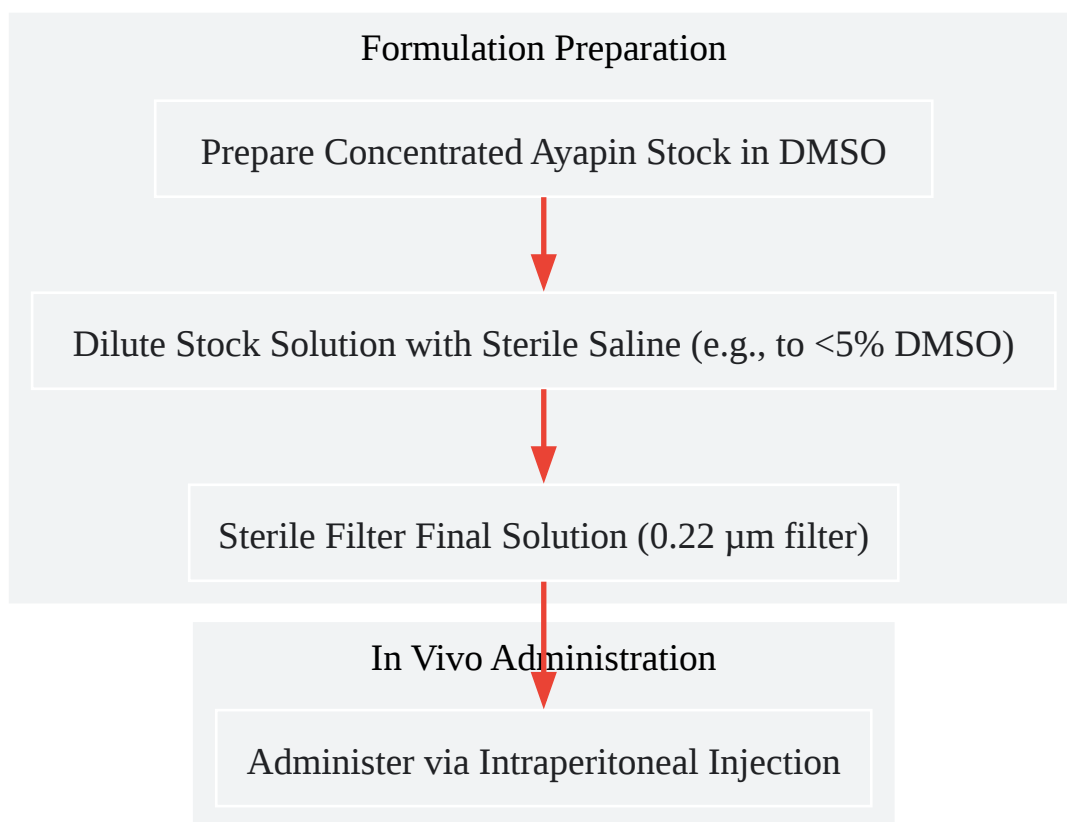 Formulation Preparation
Prepare Concentrated Ayapin Stock in DMSO
Dilute Stock Solution with Sterile Saline (e.g., to <5% DMSO)
Sterile Filter Final Solution (0.22 µm filter)
In Vivo Administration
Administer via Intraperitoneal Injection